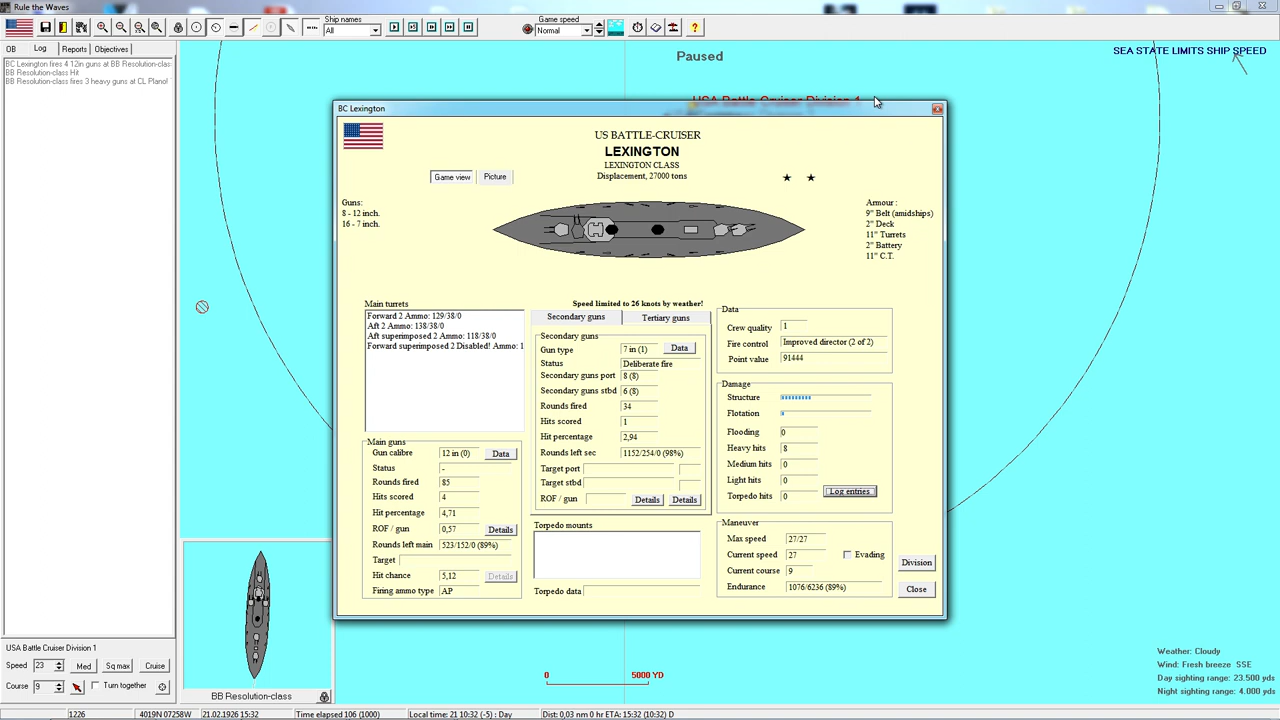 Rule the Waves
Ship names
All
Game speed
Normal
OB Log Reports Objectives
BC Lexington fires 4 12in guns at BB Resolution-clas
BB Resolution-class Hit
BB Resolution-class fires 3 heavy guns at CL Planof
Paused
SEA STATE LIMITS SHIP SPEED
USA Battle Cruiser Division 1
BC Lexington
US BATTLE-CRUISER
LEXINGTON
LEXINGTON CLASS
Displacement, 27000 tons
Game view Picture
Guns:
8 - 12 inch.
16 - 7 inch.
Armour :
9" Belt (amidships)
2" Deck
11" Turrets
2" Battery
11" C.T.
Main turrets
Forward 2 Ammo: 129/38/0
Aft 2 Ammo: 138/38/0
Aft superimposed 2 Ammo: 118/38/0
Forward superimposed 2 Disabled! Ammo: 1
Main guns
Gun calibre 12 in (0) Data
Status -
Rounds fired 85
Hits scored 4
Hit percentage 4,71
ROF / gun 0,57 Details
Rounds left main 523/152/0 (89%)
Target
Hit chance 5,12 Details
Firing ammo type AP
Speed limited to 26 knots by weather!
Secondary guns Tertiary guns
Secondary guns
Gun type 7 in (1) Data
Status Deliberate fire
Secondary guns port 8 (8)
Secondary guns stbd 6 (8)
Rounds fired 34
Hits scored 1
Hit percentage 2,94
Rounds left sec 1152/254/0 (98%)
Target port
Target stbd
ROF / gun Details Details
Torpedo mounts
Torpedo data
Data
Crew quality 1
Fire control Improved director (2 of 2)
Point value 91444
Damage
Structure
Flotation
Flooding 0
Heavy hits 8
Medium hits 0
Light hits 0
Torpedo hits 0 Log entries
Maneuver
Max speed 27/27
Current speed 27 Evading
Current course 9
Endurance 1076/6236 (89%)
Division
Close
USA Battle Cruiser Division 1
Speed 23 Med Sq max Cruise
Course 9 Turn together
BB Resolution-class
0 5000 YD
Weather: Cloudy
Wind: Fresh breeze SSE
Day sighting range: 23.500 yds
Night sighting range: 4.000 yds
1226 4019N 07258W 21.02.1926 15:32 Time elapsed 106 (1000) Local time: 21 10:32 (-5) : Day Dist: 0,03 nm 0 hr ETA: 15:32 (10:32) D